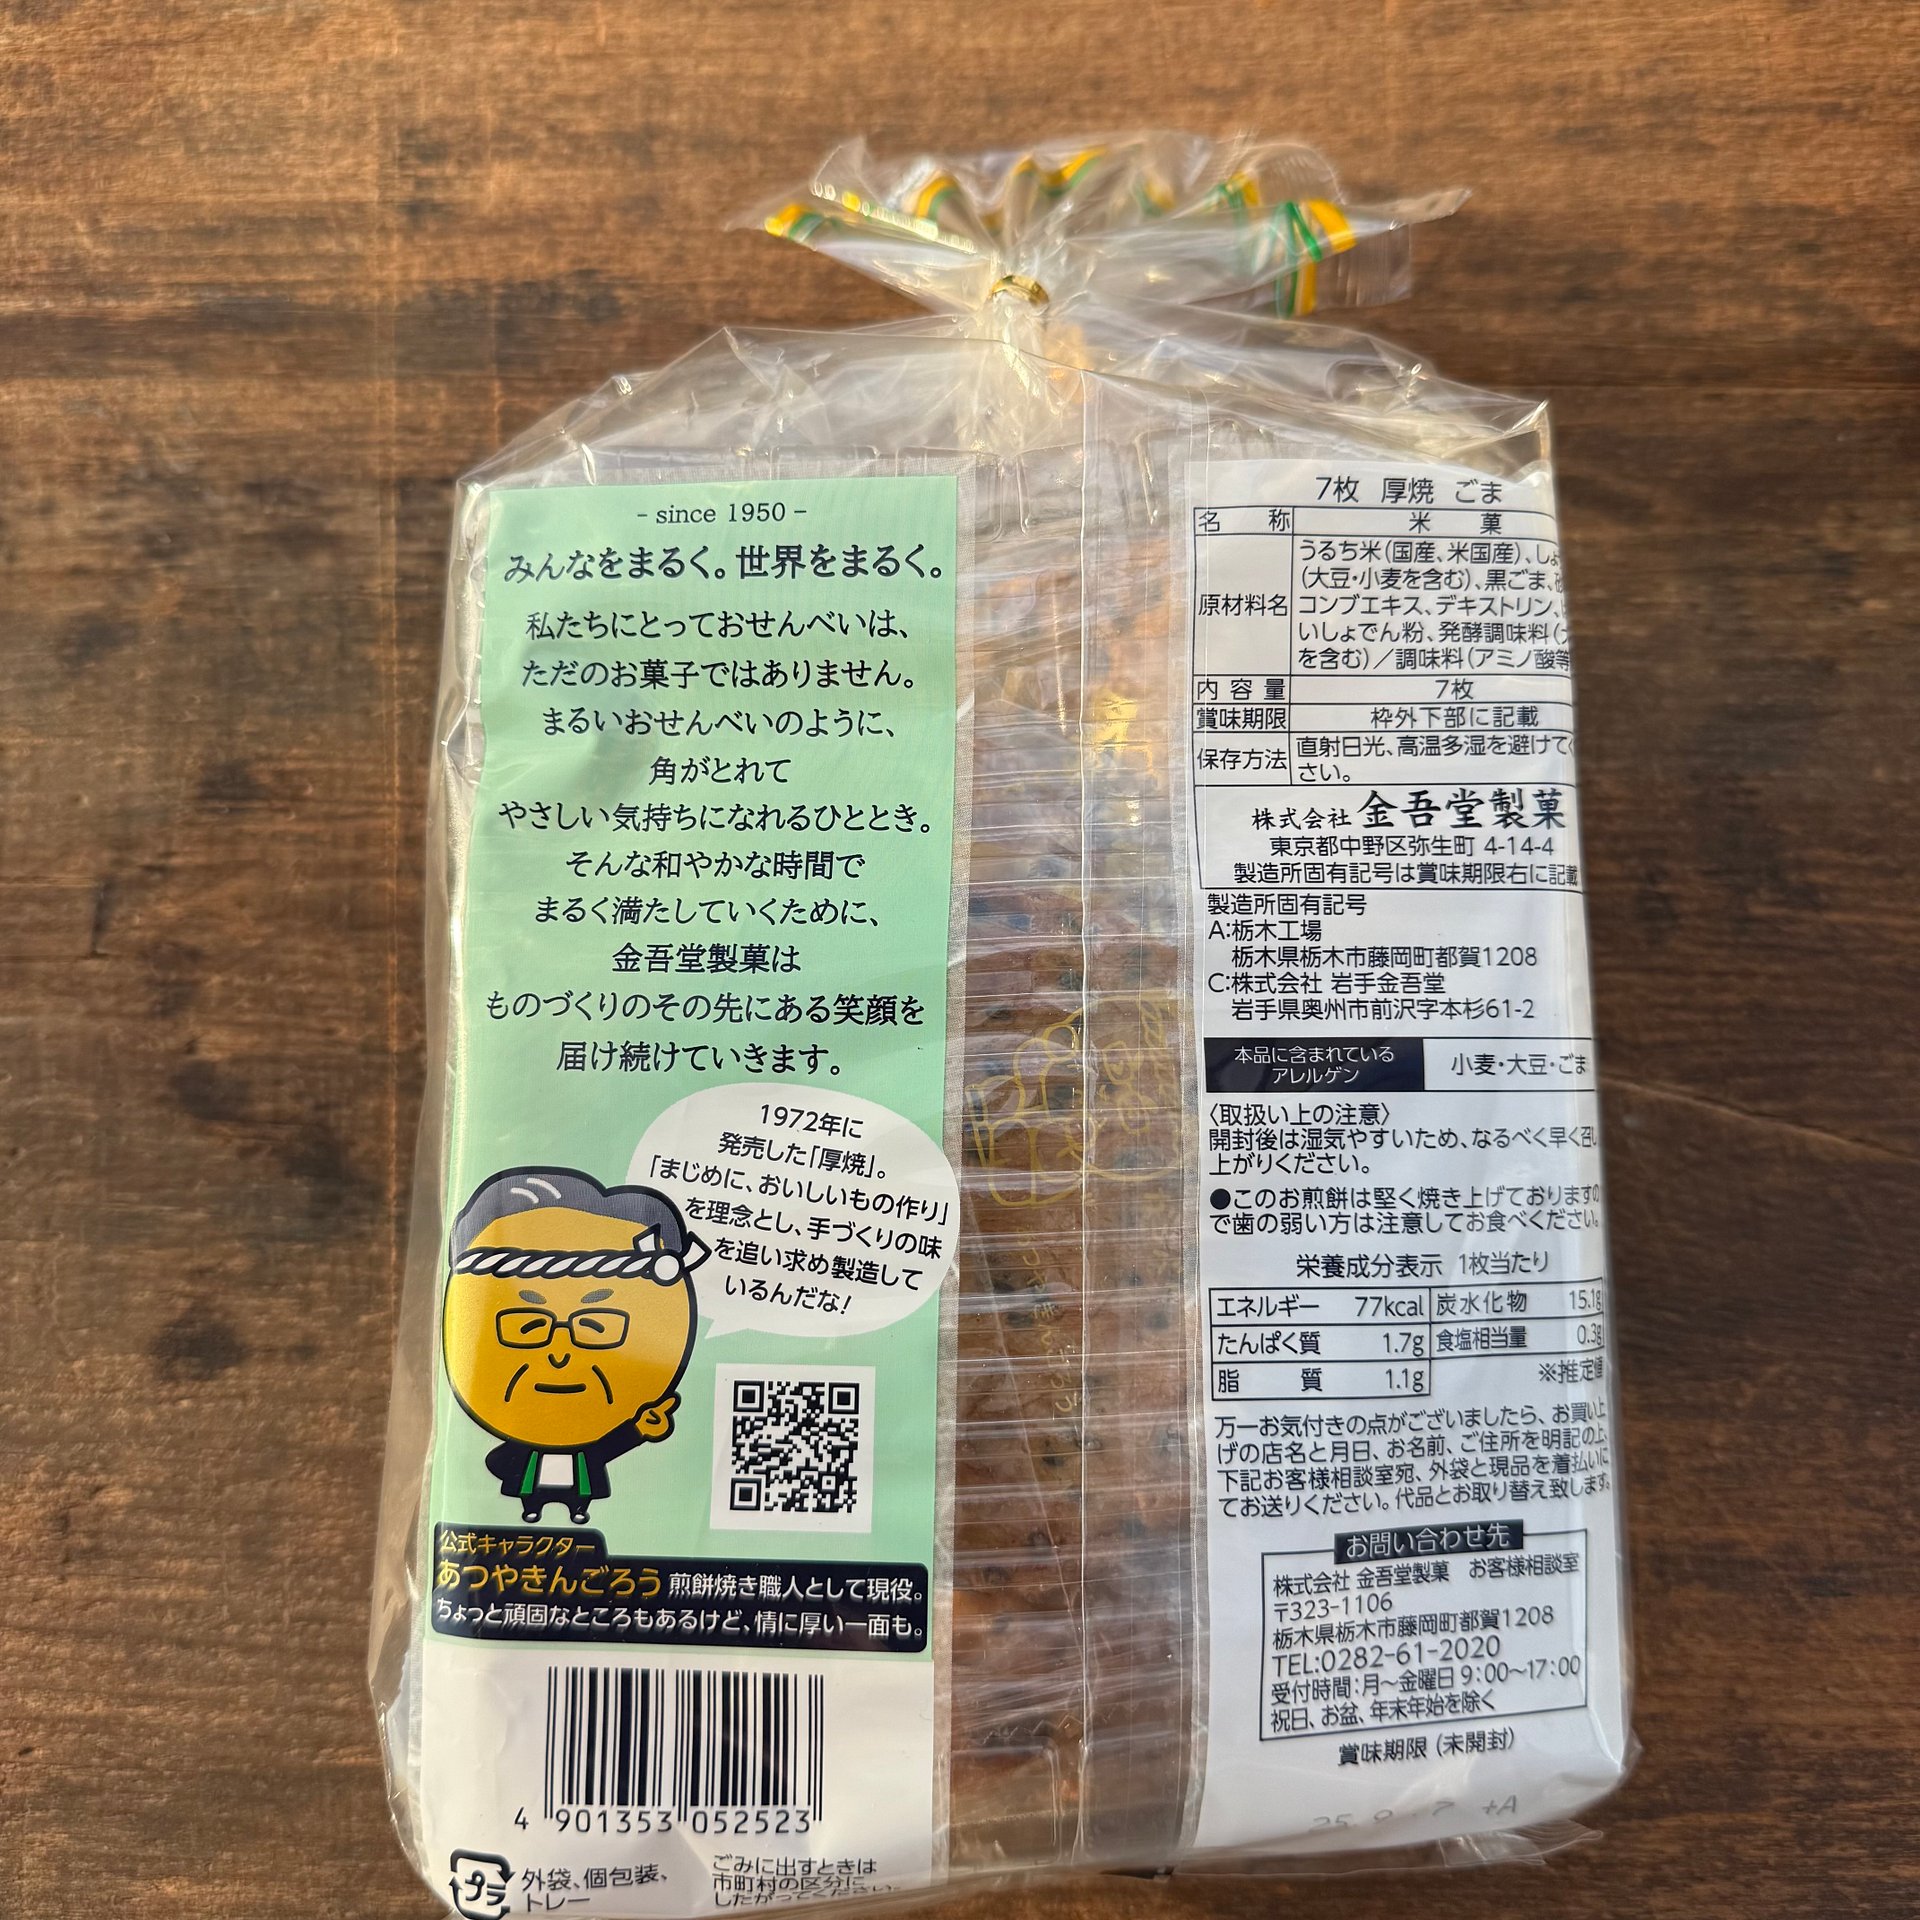 - since 1950 -
みんなをまるく。世界をまるく。
私たちにとっておせんべいは、
ただのお菓子ではありません。
まるいおせんべいのように、
角がとれて
やさしい気持ちになれるひととき。
そんな和やかな時間で
まるく満たしていくために、
金吾堂製菓は
ものづくりのその先にある笑顔を
届け続けていきます。
1972年に
発売した「厚焼」。
「まじめに、おいしいもの作り」
を理念とし、手づくりの味
を追い求め製造して
いるんだな!
公式キャラクター
あつやきんごろう 煎餅焼き職人として現役。
ちょっと頑固なところもあるけど、情に厚い一面も。
4 901353 052523
プラ
外袋、個包装、
トレー
ごみに出すときは
市町村の区分に
したがってください。
7枚 厚焼 ごま
名称 米菓
原材料名 うるち米(国産、米国産)、しょ
(大豆・小麦を含む)、黒ごま、
コンブエキス、デキストリン、
いしょでん粉、発酵調味料(
を含む)/調味料(アミノ酸等
内容量 7枚
賞味期限 枠外下部に記載
保存方法 直射日光、高温多湿を避けてく
さい。
株式会社 金吾堂製菓
東京都中野区弥生町 4-14-4
製造所固有記号は賞味期限右に記載
製造所固有記号
A:栃木工場
栃木県栃木市藤岡町都賀1208
C:株式会社 岩手金吾堂
岩手県奥州市前沢字本杉61-2
本品に含まれている
アレルゲン
小麦・大豆・ごま
〈取扱い上の注意〉
開封後は湿気やすいため、なるべく早く召し
上がりください。
●このお煎餅は堅く焼き上げておりますの
で歯の弱い方は注意してお食べください。
栄養成分表示 1枚当たり
エネルギー 77kcal 炭水化物 15.1g
たんぱく質 1.7g 食塩相当量 0.3g
脂質 1.1g ※推定値
万一お気付きの点がございましたら、お買い上
げの店名と月日、お名前、ご住所を明記の上、
下記お客様相談室宛、外袋と現品を着払いに
てお送りください。代品とお取り替え致します。
お問い合わせ先
株式会社 金吾堂製菓 お客様相談室
〒323-1106
栃木県栃木市藤岡町都賀1208
TEL:0282-61-2020
受付時間:月~金曜日9:00~17:00
祝日、お盆、年末年始を除く
賞味期限(未開封)